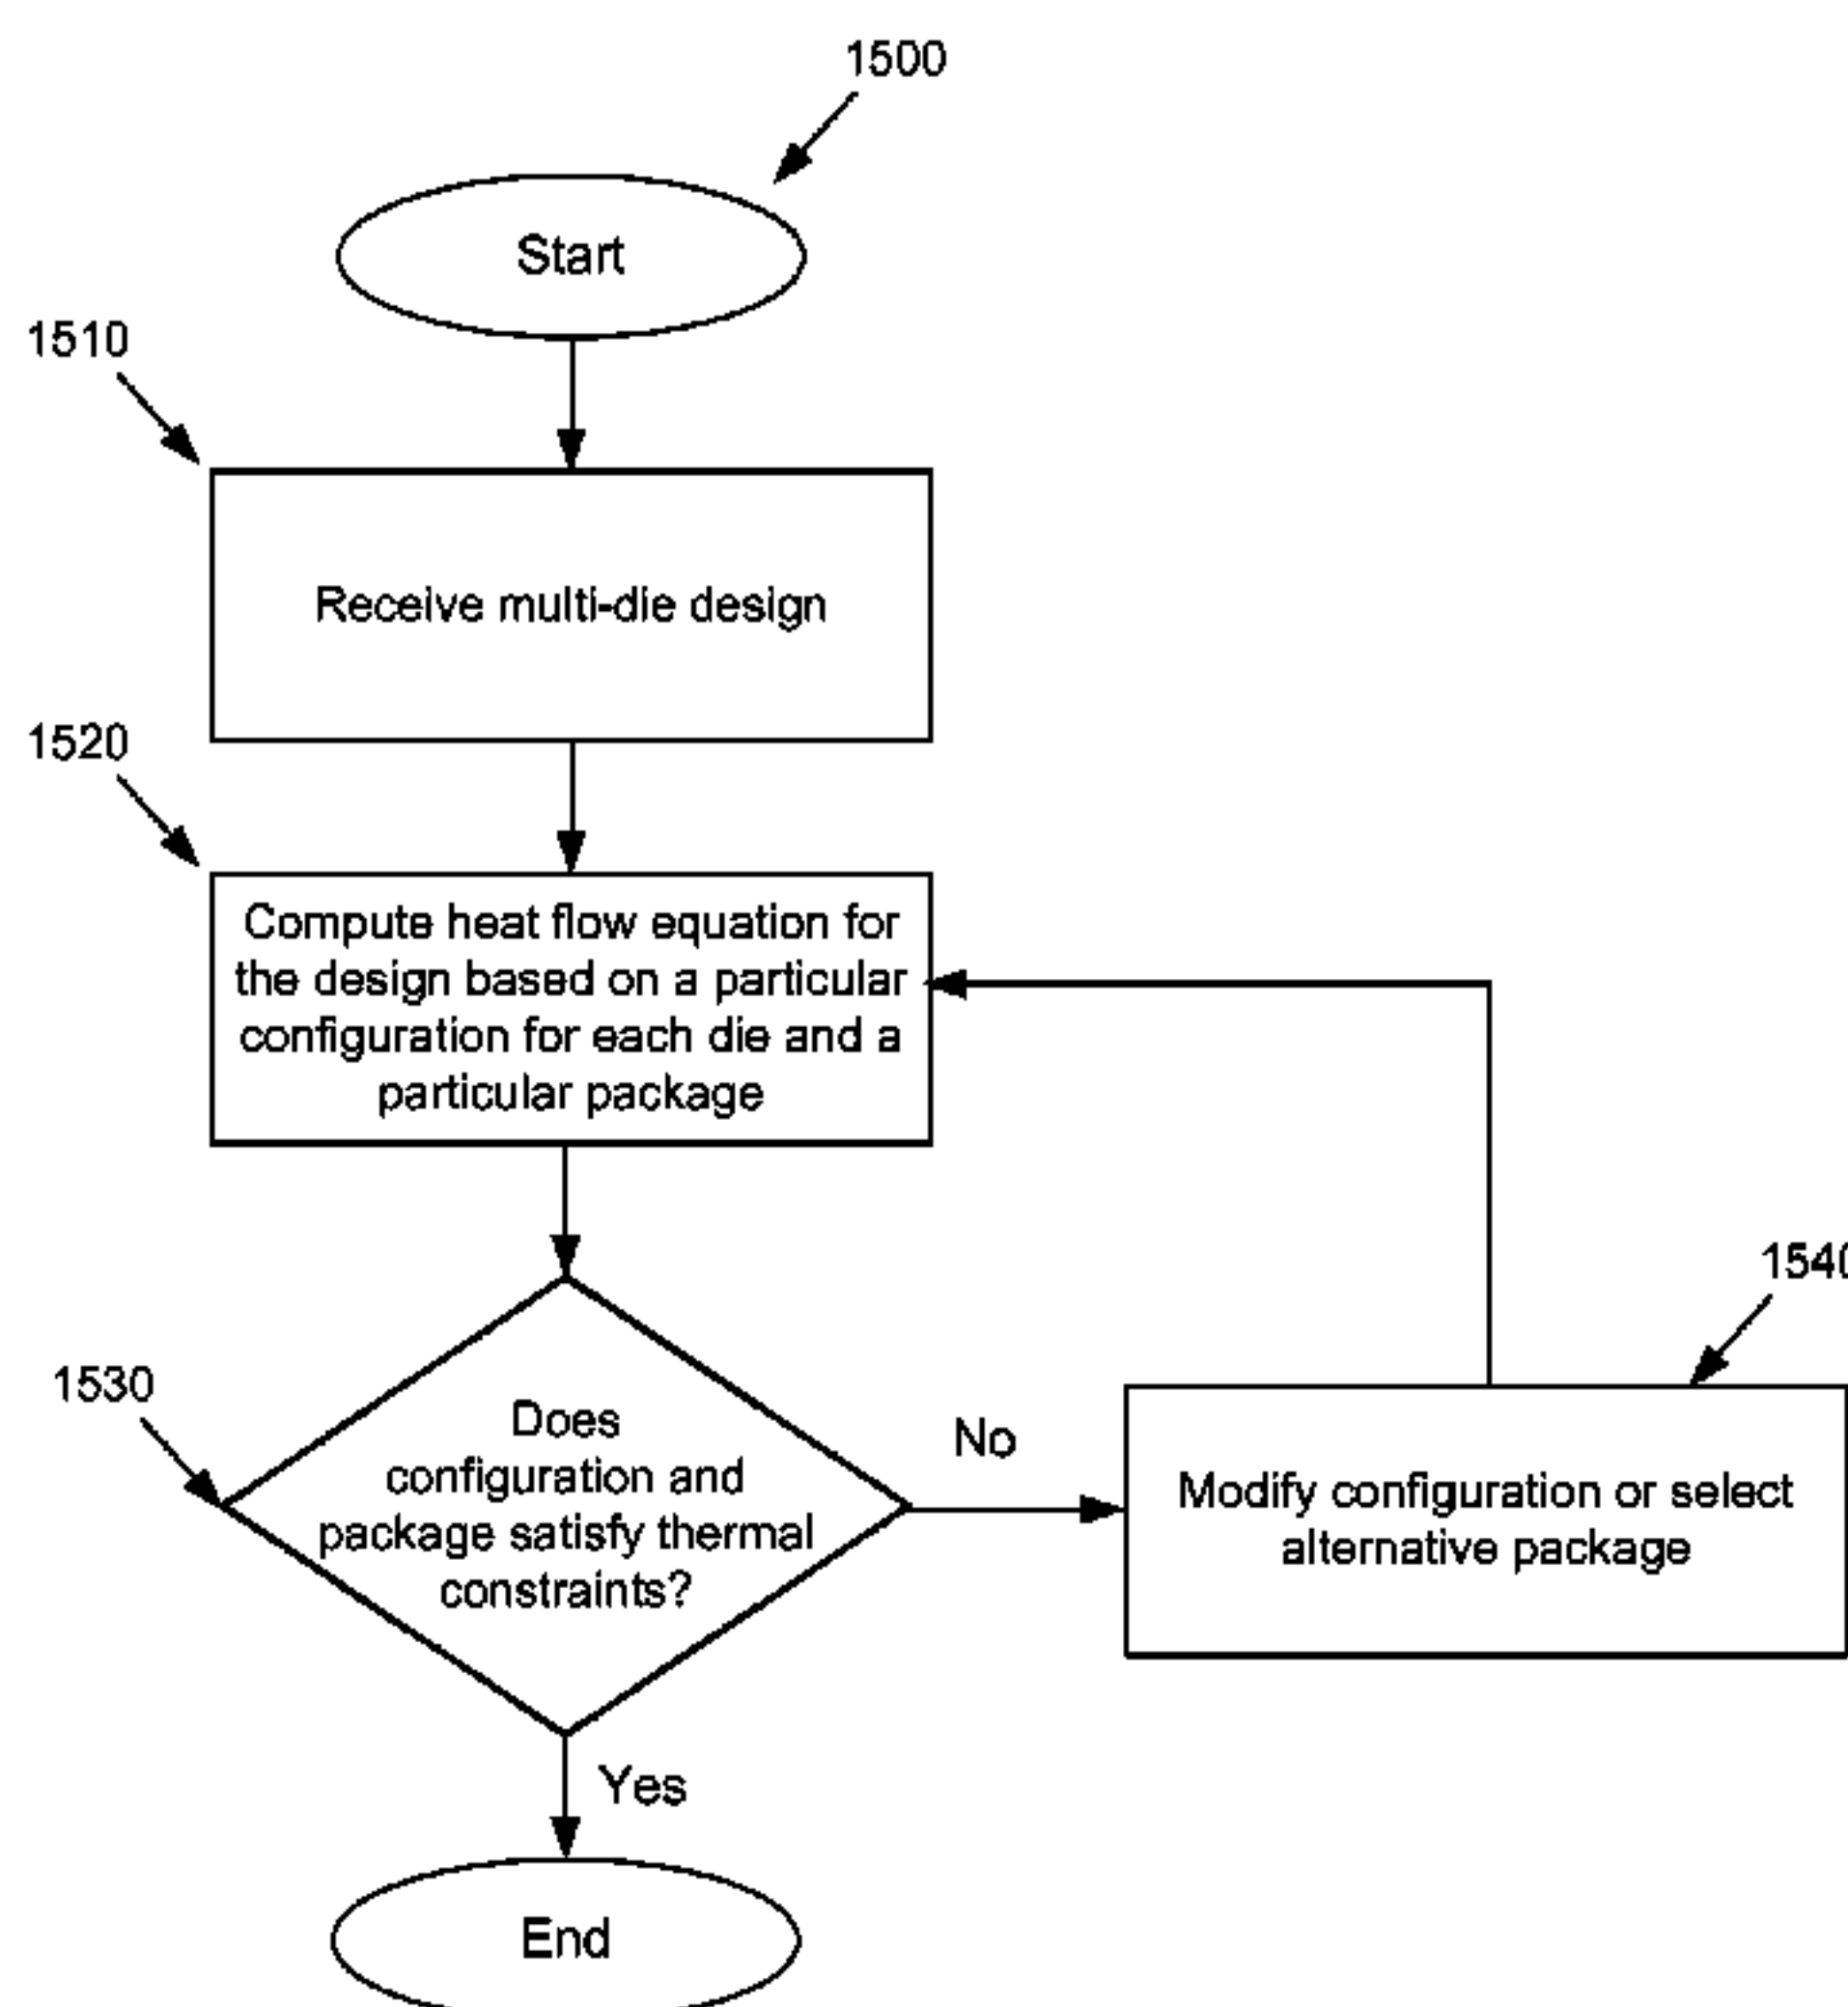 1500
Start
1510
Receive multi-die design
1520
Compute heat flow equation for
the design based on a particular
configuration for each die and a
particular package
1540
1530
Does
configuration and
package satisfy thermal
constraints?
No
Modify configuration or select
alternative package
Yes
End